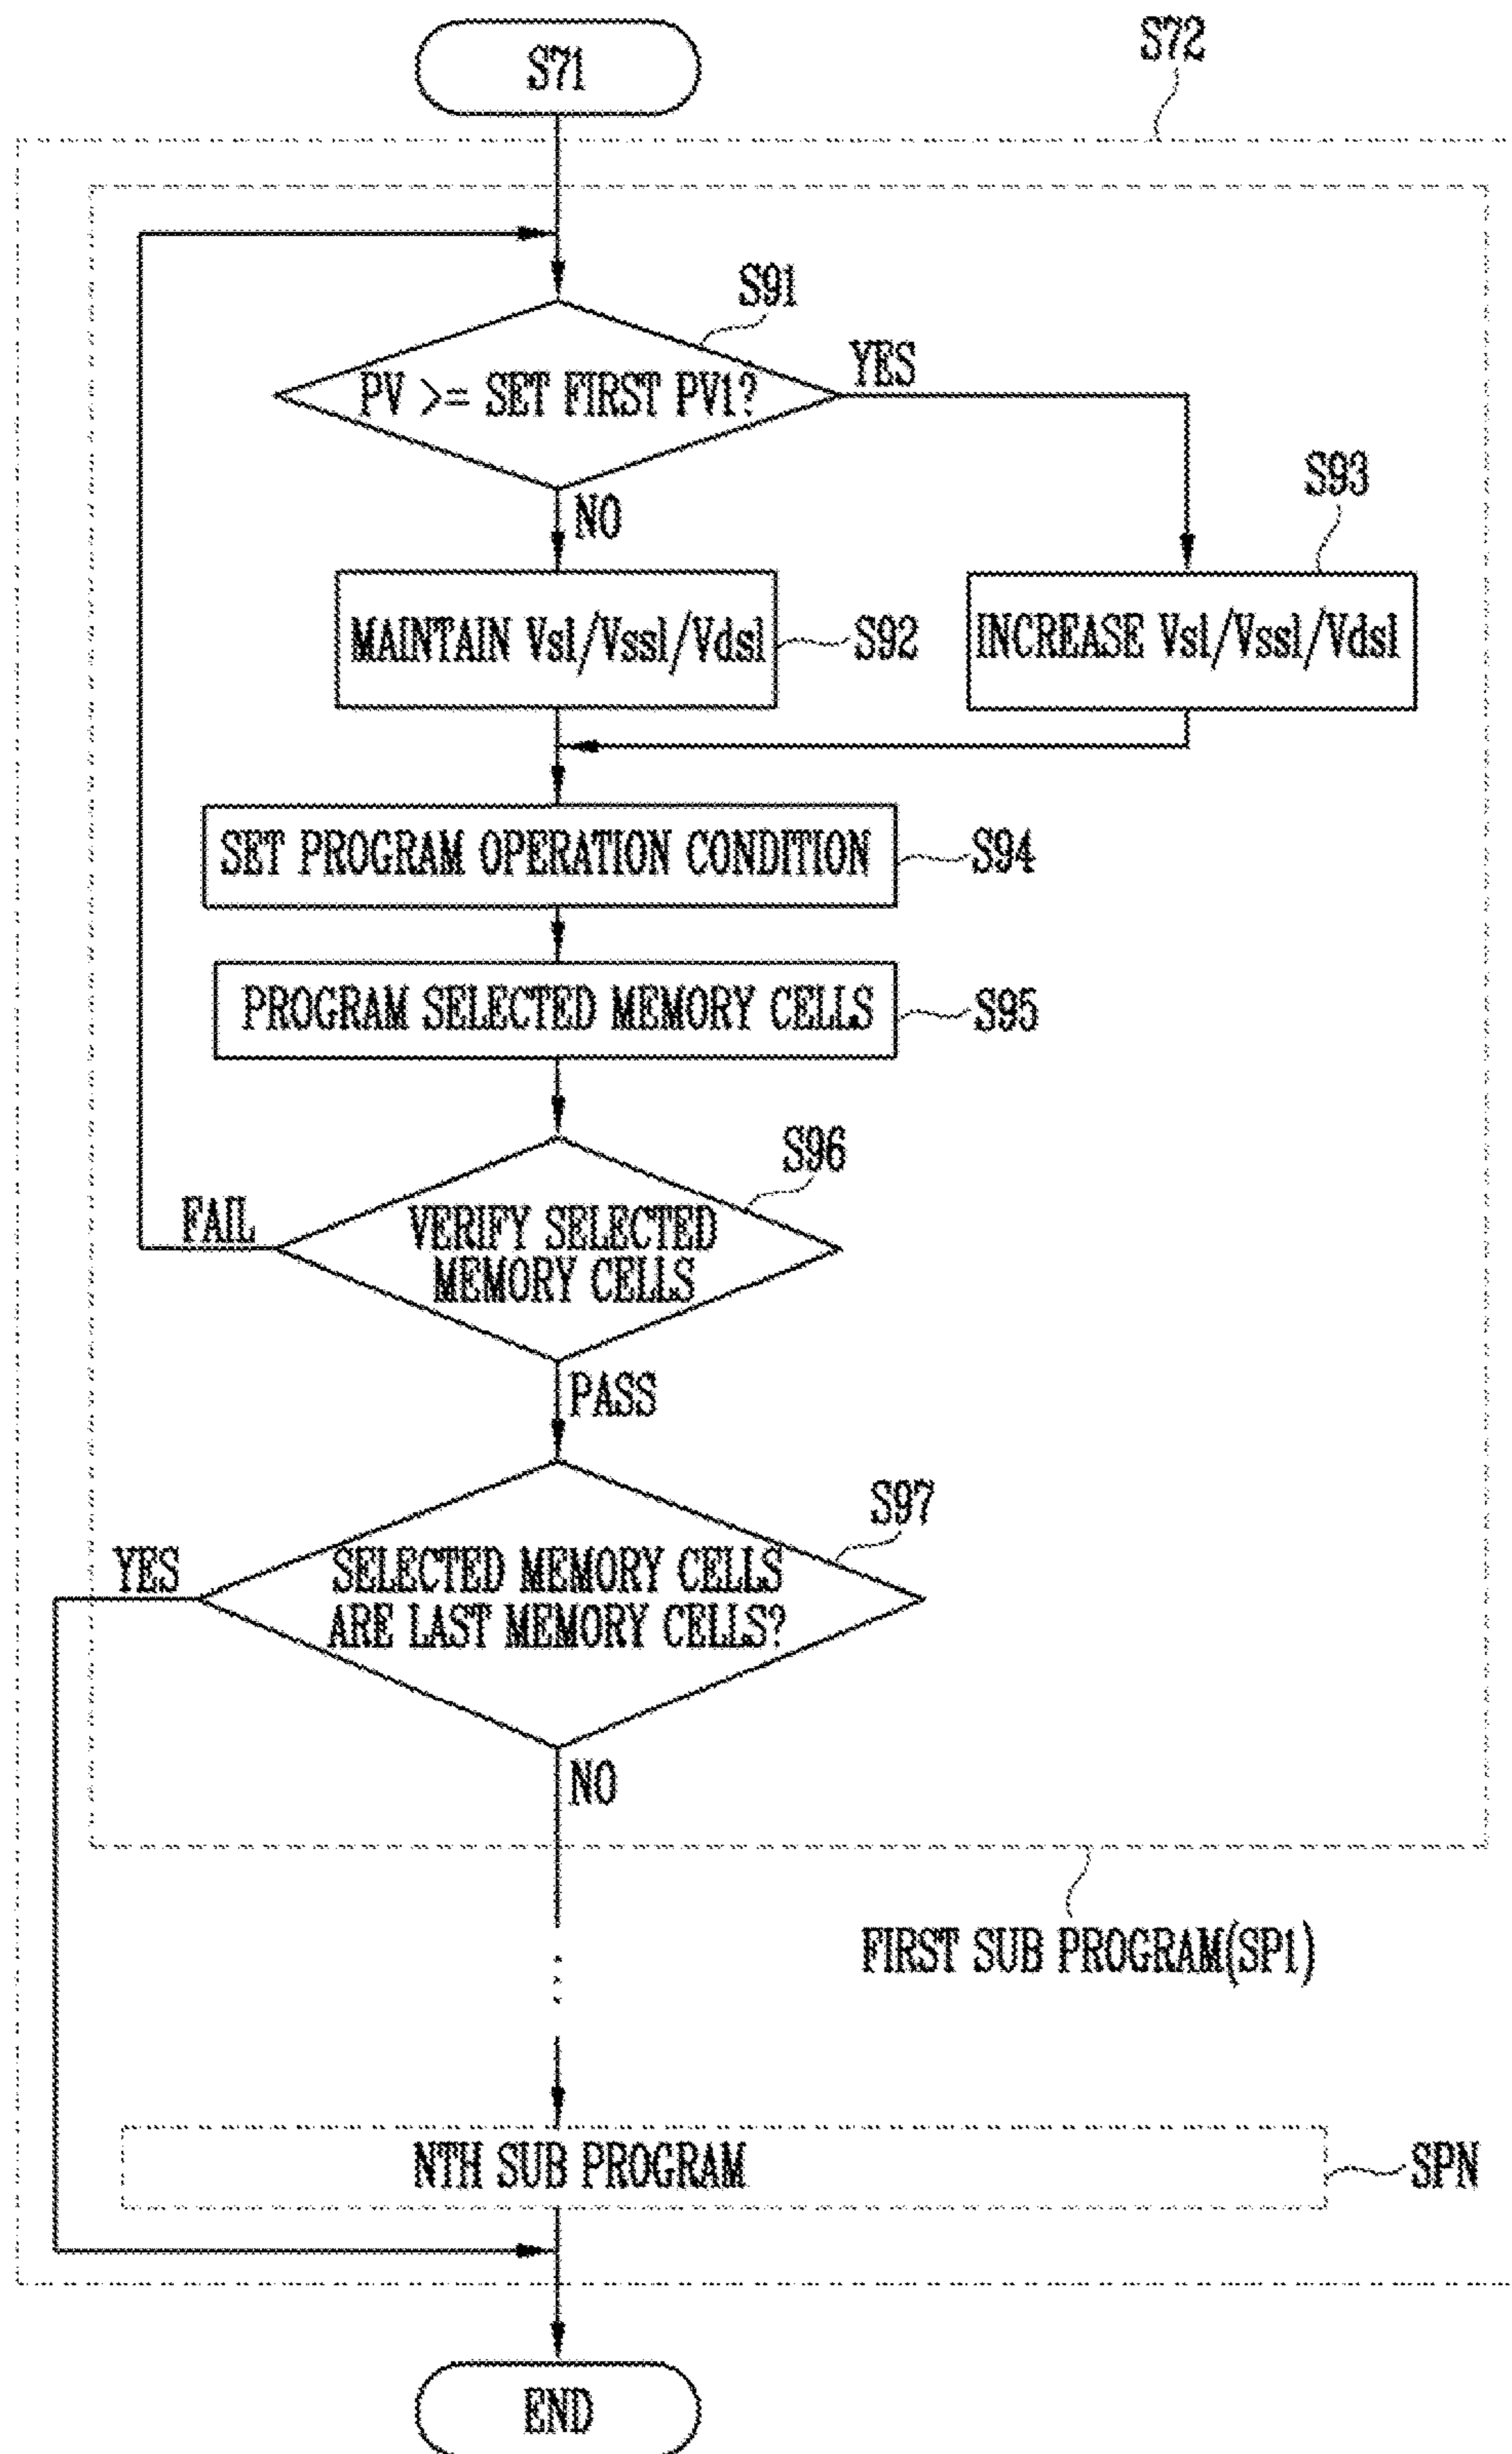 S71
S72
S91
PV >= SET FIRST PV1?
YES
NO
S93
MAINTAIN Vsl/Vssl/Vdsl
S92
INCREASE Vsl/Vssl/Vdsl
SET PROGRAM OPERATION CONDITION
S94
PROGRAM SELECTED MEMORY CELLS
S95
S96
FAIL
VERIFY SELECTED
MEMORY CELLS
PASS
S97
YES
SELECTED MEMORY CELLS
ARE LAST MEMORY CELLS?
NO
FIRST SUB PROGRAM(SP1)
NTH SUB PROGRAM
SPN
END